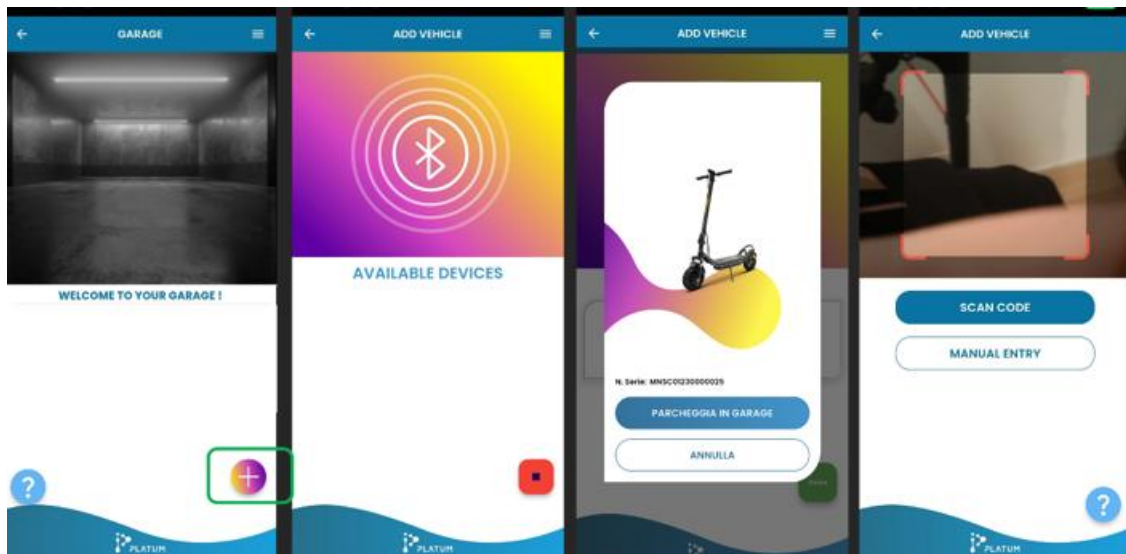 GARAGE
WELCOME TO YOUR GARAGE !
?
PLATUM
ADD VEHICLE
AVAILABLE DEVICES
PLATUM
ADD VEHICLE
N. Serie: MNSC01230000025
PARCHEGGIA IN GARAGE
ANNULLA
ADD VEHICLE
SCAN CODE
MANUAL ENTRY
?
PLATUM